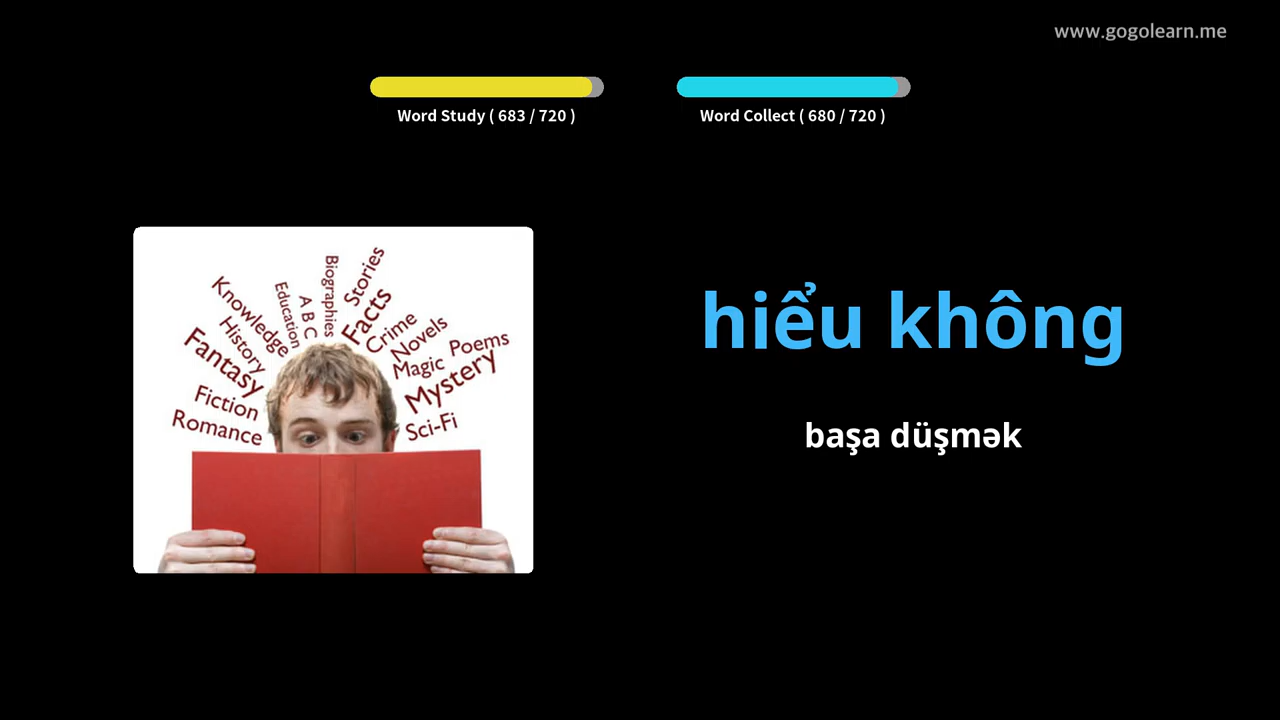 www.gogolearn.me
Word Study ( 683 / 720 )
Word Collect ( 680 / 720 )
Biographies
Stories
Knowledge
Education
A B C
Facts
History
Crime
Novels
Fantasy
Magic
Poems
Mystery
Fiction
Romance
Sci-Fi
hiểu không
başa düşmək